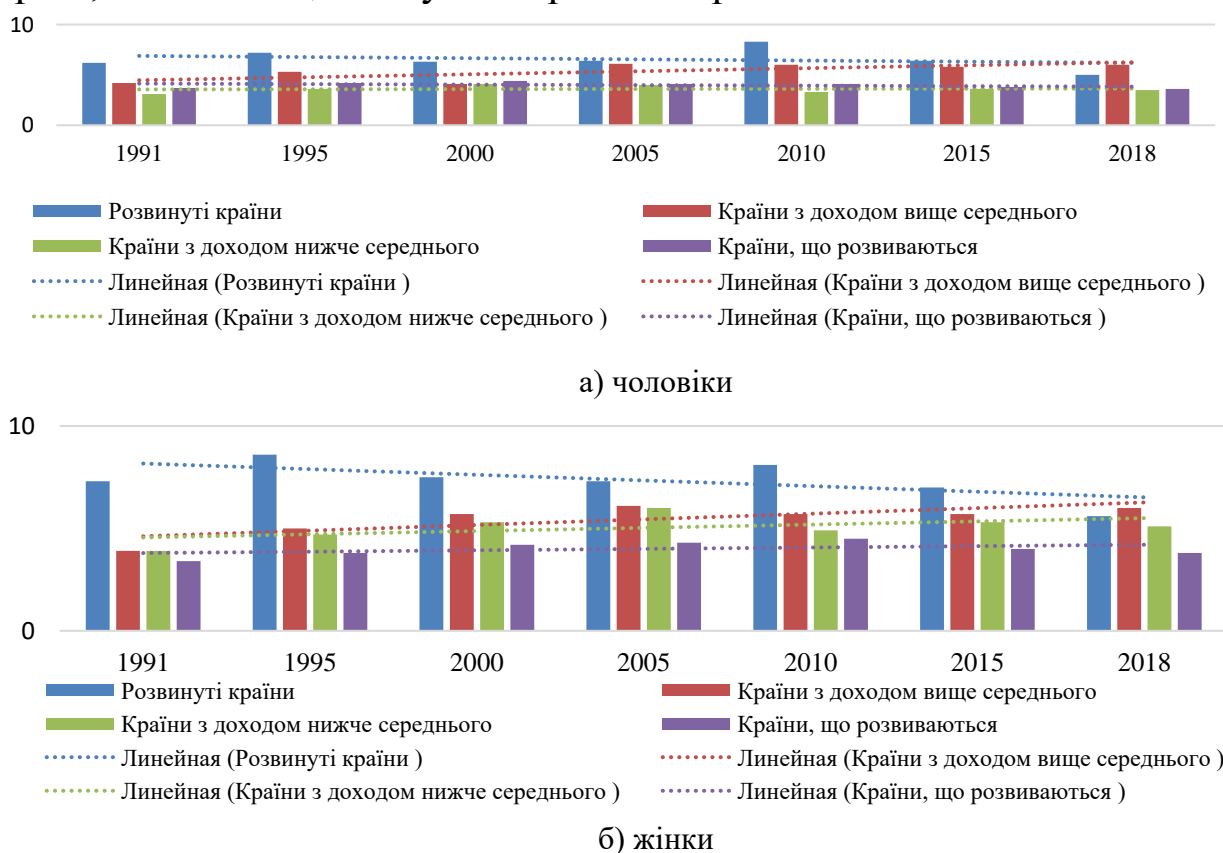 10
0
1991 1995 2000 2005 2010 2015 2018
Розвинуті країни Країни з доходом вище середнього
Країни з доходом нижче середнього Країни, що розвиваються
Линейная (Розвинуті країни ) Линейная (Країни з доходом вище середнього )
Линейная (Країни з доходом нижче середнього ) Линейная (Країни, що розвиваються )
а) чоловіки
10
0
1991 1995 2000 2005 2010 2015 2018
Розвинуті країни Країни з доходом вище середнього
Країни з доходом нижче середнього Країни, що розвиваються
Линейная (Розвинуті країни ) Линейная (Країни з доходом вище середнього )
Линейная (Країни з доходом нижче середнього ) Линейная (Країни, що розвиваються )
б) жінки